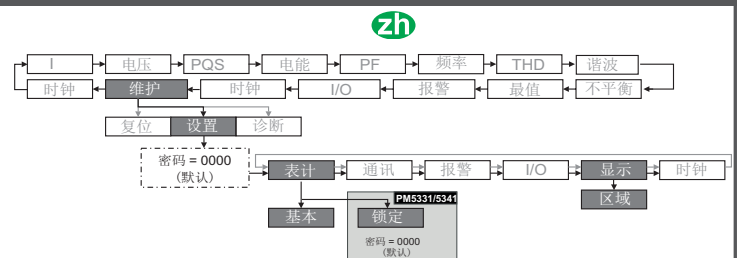 zh
I 电压 PQS 电能 PF 频率 THD 谐波
时钟 维护 时钟 I/O 报警 最值 不平衡
复位 设置 诊断
密码 = 0000
(默认)
表计 通讯 报警 I/O 显示 时钟
PM5331/5341
基本 锁定 区域
密码 = 0000
(默认)